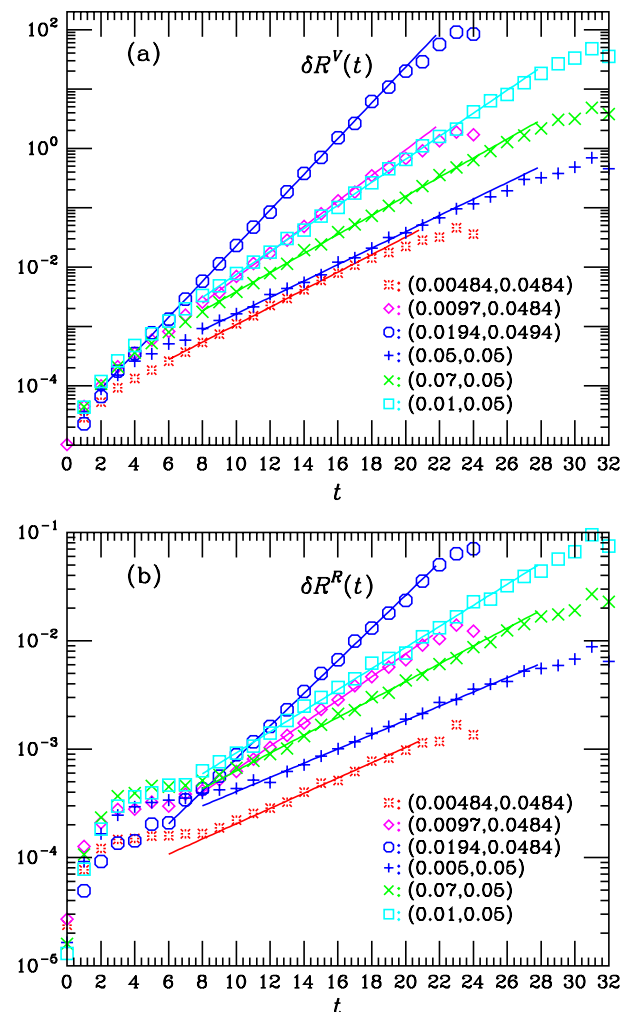 10^2
(a)
δR^V(t)
10^0
10^-2
10^-4
: (0.00484,0.0484)
: (0.0097,0.0484)
: (0.0194,0.0494)
: (0.05,0.05)
: (0.07,0.05)
: (0.01,0.05)
0 2 4 6 8 10 12 14 16 18 20 22 24 26 28 30 32
t
10^-1
(b)
δR^R(t)
10^-2
10^-3
10^-4
10^-6
: (0.00484,0.0484)
: (0.0097,0.0484)
: (0.0194,0.0484)
: (0.005,0.05)
: (0.07,0.05)
: (0.01,0.05)
0 2 4 6 8 10 12 14 16 18 20 22 24 26 28 30 32
t